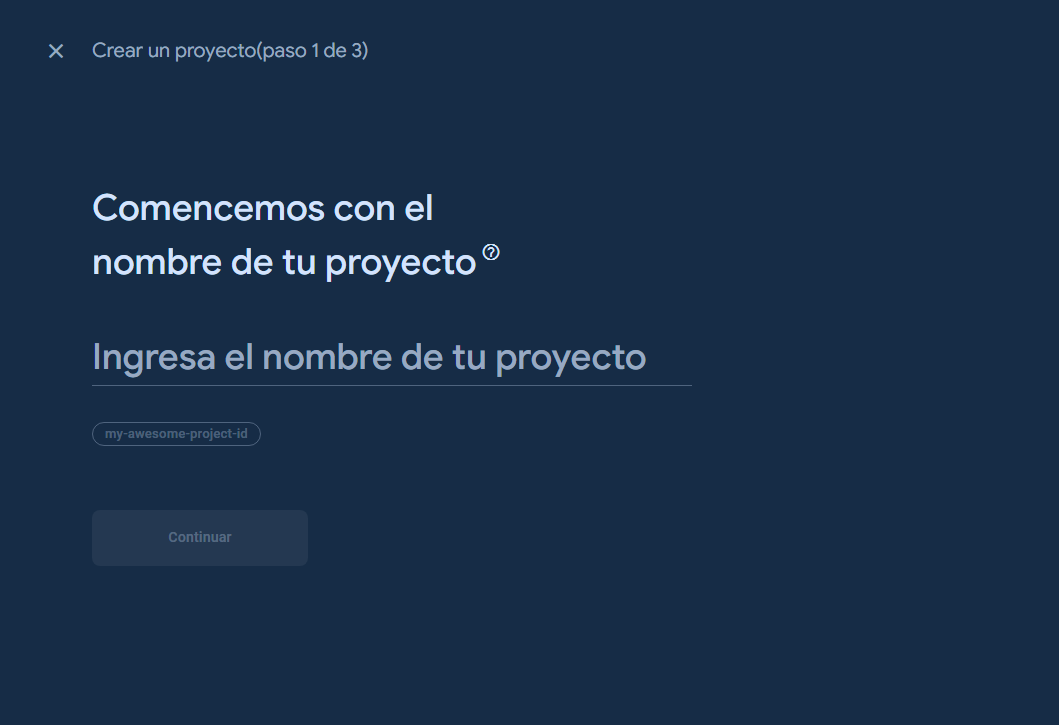 Crear un proyecto(paso 1 de 3)
Comencemos con el
nombre de tu proyecto
Ingresa el nombre de tu proyecto
my-awesome-project-id
Continuar